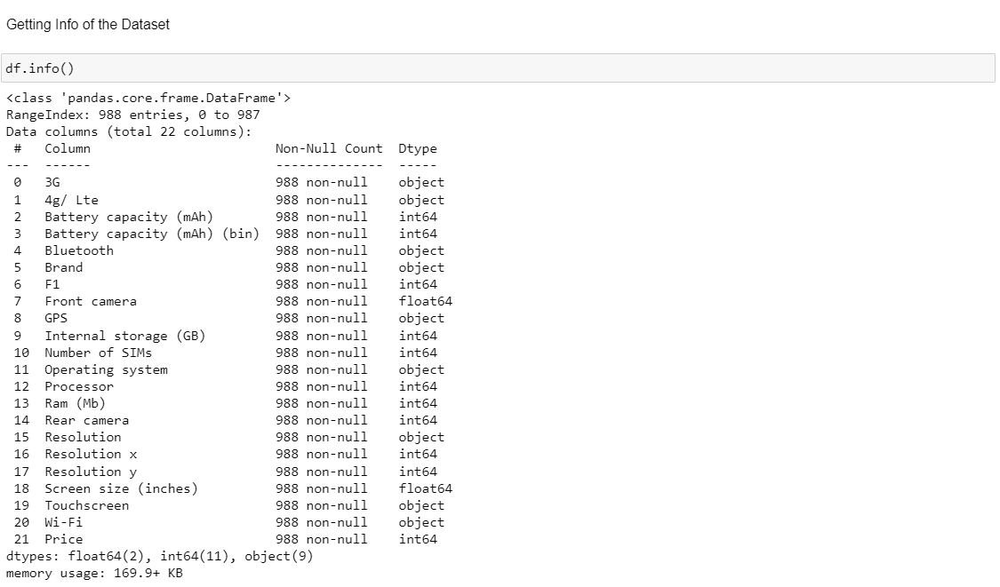 Getting Info of the Dataset
df.info()
<class 'pandas.core.frame.DataFrame'>
RangeIndex: 988 entries, 0 to 987
Data columns (total 22 columns):
 #   Column                        Non-Null Count  Dtype
---  ------                        --------------  -----
 0   3G                            988 non-null    object
 1   4g/ Lte                       988 non-null    object
 2   Battery capacity (mAh)        988 non-null    int64
 3   Battery capacity (mAh) (bin)  988 non-null    int64
 4   Bluetooth                     988 non-null    object
 5   Brand                         988 non-null    object
 6   F1                            988 non-null    int64
 7   Front camera                  988 non-null    float64
 8   GPS                           988 non-null    object
 9   Internal storage (GB)         988 non-null    int64
 10  Number of SIMs                988 non-null    int64
 11  Operating system              988 non-null    object
 12  Processor                     988 non-null    int64
 13  Ram (Mb)                      988 non-null    int64
 14  Rear camera                   988 non-null    int64
 15  Resolution                    988 non-null    object
 16  Resolution x                  988 non-null    int64
 17  Resolution y                  988 non-null    int64
 18  Screen size (inches)          988 non-null    float64
 19  Touchscreen                   988 non-null    object
 20  Wi-Fi                         988 non-null    object
 21  Price                         988 non-null    int64
dtypes: float64(2), int64(11), object(9)
memory usage: 169.9+ KB